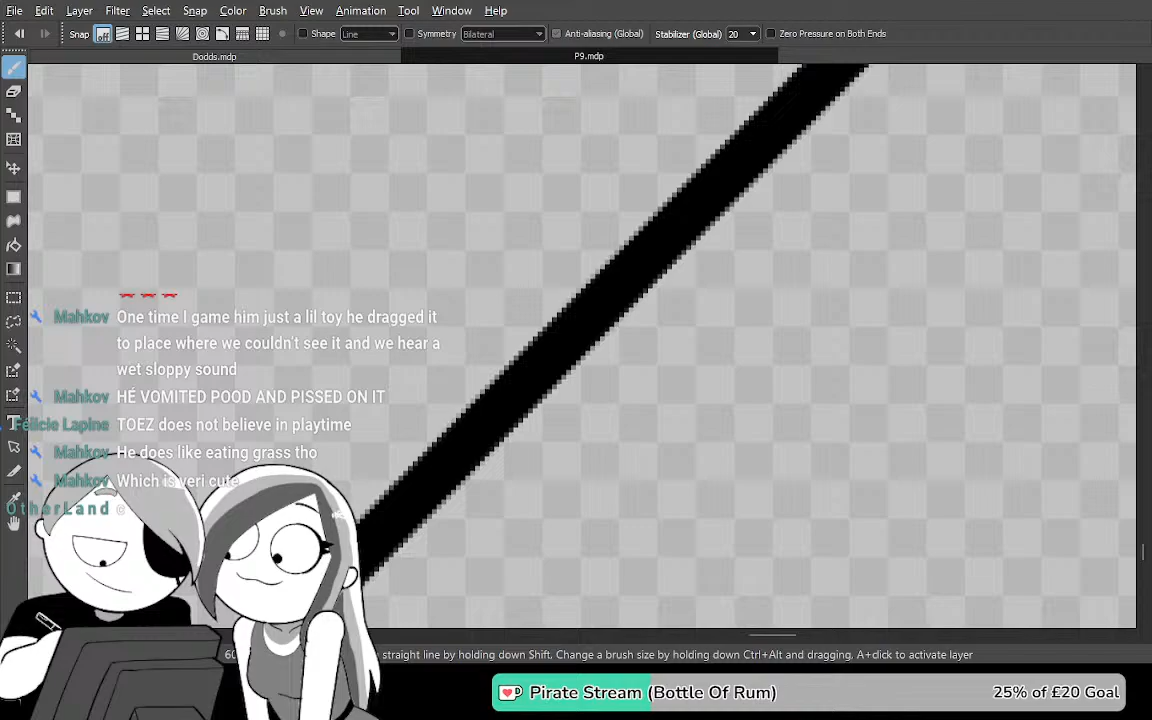 File Edit Layer Filter Select Snap Color Brush View Animation Tool Window Help
Snap off Shape Line Symmetry Bilateral Anti-aliasing (Global) Stabilizer (Global) 20 Zero Pressure on Both Ends
Dodds.mdp P9.mdp
Mahkov One time I game him just a lil toy he dragged it
to place where we couldn't see it and we hear a
wet sloppy sound
Mahkov HÉ VOMITED POOD AND PISSED ON IT
Félicie Lapine TOEZ does not believe in playtime
Mahkov He does like eating grass tho
Mahkov Which is veri cute
OtherLand c
straight line by holding down Shift. Change a brush size by holding down Ctrl+Alt and dragging, A+click to activate layer
Pirate Stream (Bottle Of Rum) 25% of £20 Goal